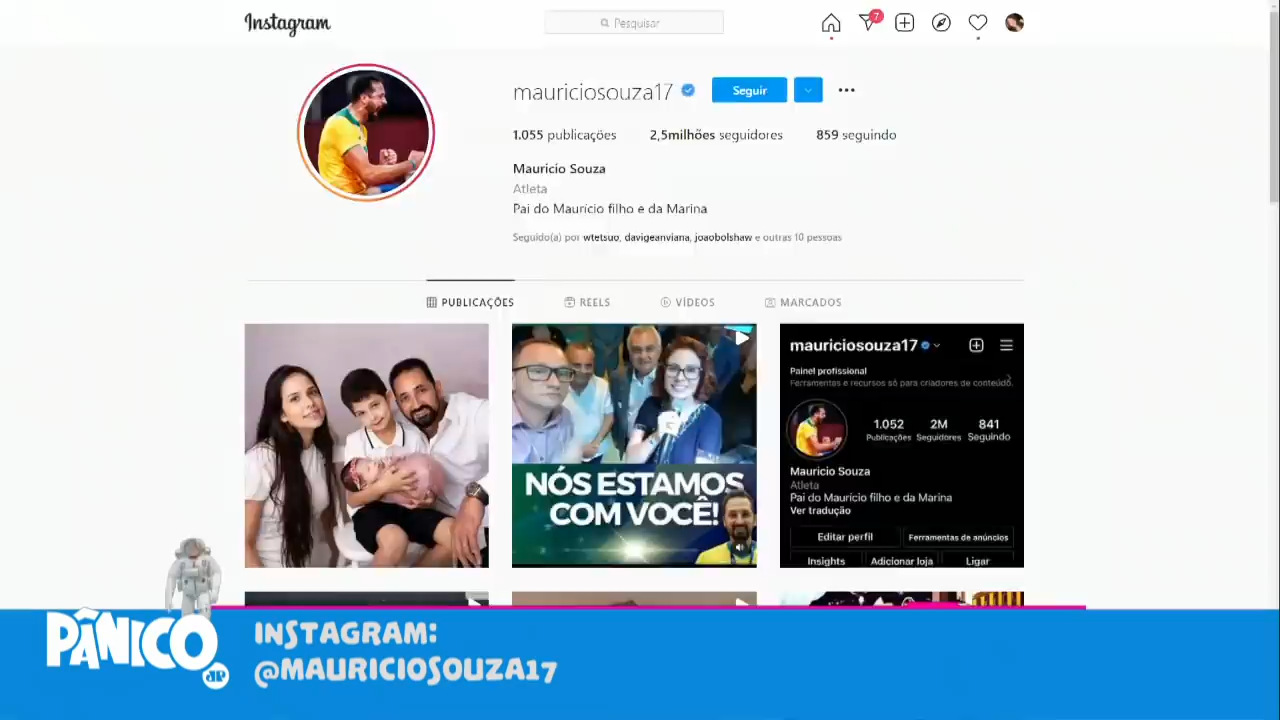 Instagram
Pesquisar
7
mauriciosouza17
Seguir
1.055 publicações 2,5milhões seguidores 859 seguindo
Mauricio Souza
Atleta
Pai do Maurício filho e da Marina
Seguido(a) por wtetsuo, davigeanviana, joaobolshaw e outras 10 pessoas
PUBLICAÇÕES REELS VÍDEOS MARCADOS
NÓS ESTAMOS
COM VOCÊ!
mauriciosouza17
Painel profissional
Ferramentas e recursos só para criadores de conteúdo.
1.052 2M 841
Publicações Seguidores Seguindo
Mauricio Souza
Atleta
Pai do Maurício filho e da Marina
Ver tradução
Editar perfil Ferramentas de anúncios
Insights Adicionar loja Ligar
PÂNICO
JP
INSTAGRAM:
@MAURICIOSOUZA17